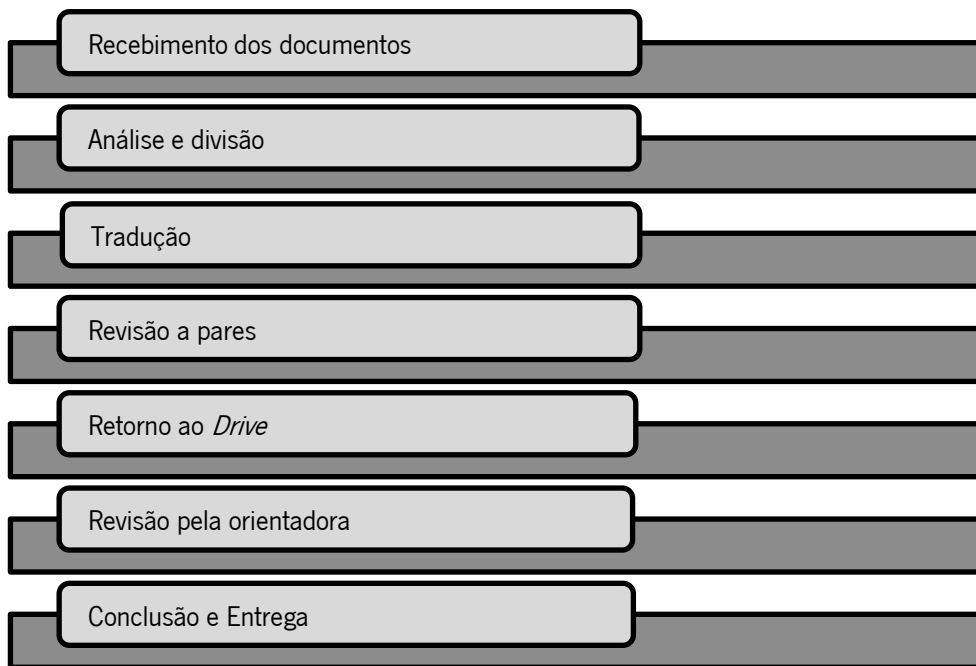 Recebimento dos documentos
Análise e divisão
Tradução
Revisão a pares
Retorno ao Drive
Revisão pela orientadora
Conclusão e Entrega